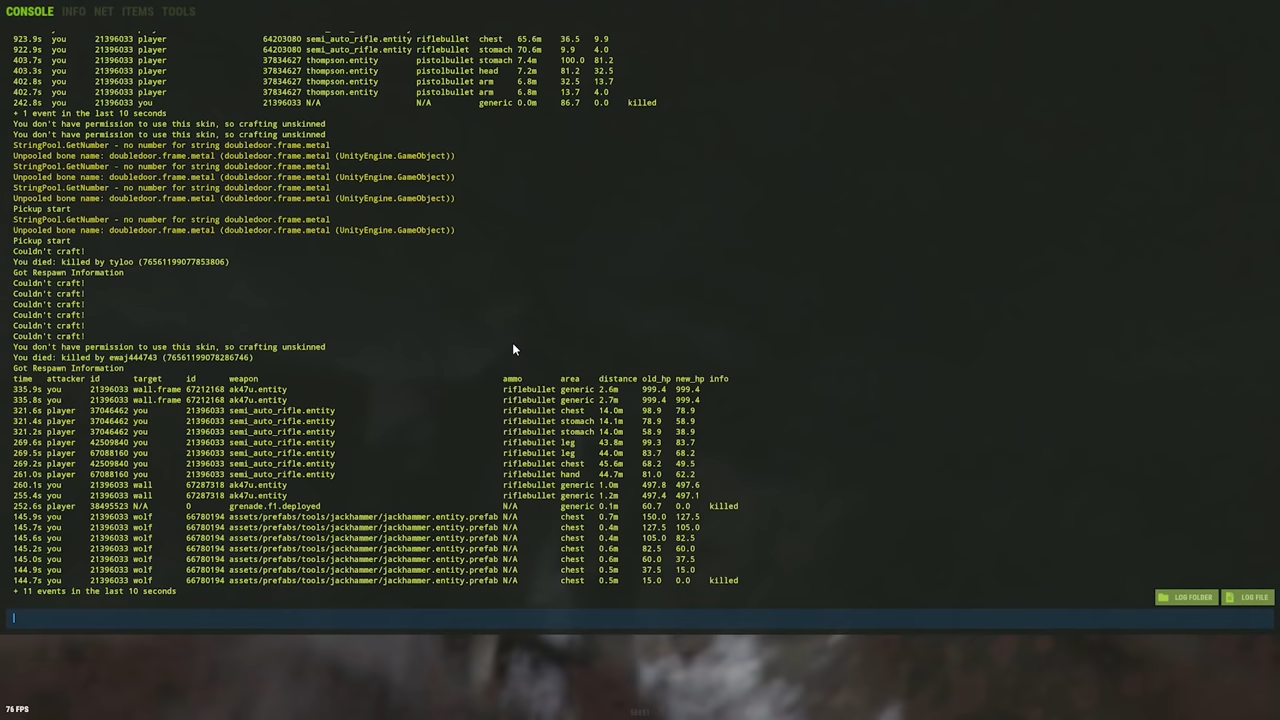 CONSOLE INFO NET ITEMS TOOLS
923.9s you 21396033 player 64203080 semi_auto_rifle.entity riflebullet chest 65.6m 36.5 9.9
922.9s you 21396033 player 64203080 semi_auto_rifle.entity riflebullet stomach 70.6m 9.9 4.0
403.7s you 21396033 player 37834627 thompson.entity pistolbullet stomach 7.4m 100.0 81.2
403.3s you 21396033 player 37834627 thompson.entity pistolbullet head 7.2m 81.2 32.5
402.8s you 21396033 player 37834627 thompson.entity pistolbullet arm 6.8m 32.5 13.7
402.7s you 21396033 player 37834627 thompson.entity pistolbullet arm 6.8m 13.7 4.0
242.8s you 21396033 you 21396033 N/A N/A generic 0.0m 86.7 0.0 killed
+ 1 event in the last 10 seconds
You don't have permission to use this skin, so crafting unskinned
You don't have permission to use this skin, so crafting unskinned
StringPool.GetNumber - no number for string doubledoor.frame.metal
Unpooled bone name: doubledoor.frame.metal (doubledoor.frame.metal (UnityEngine.GameObject))
StringPool.GetNumber - no number for string doubledoor.frame.metal
Unpooled bone name: doubledoor.frame.metal (doubledoor.frame.metal (UnityEngine.GameObject))
StringPool.GetNumber - no number for string doubledoor.frame.metal
Unpooled bone name: doubledoor.frame.metal (doubledoor.frame.metal (UnityEngine.GameObject))
Pickup start
StringPool.GetNumber - no number for string doubledoor.frame.metal
Unpooled bone name: doubledoor.frame.metal (doubledoor.frame.metal (UnityEngine.GameObject))
Pickup start
Couldn't craft!
You died: killed by tyloo (76561199077853806)
Got Respawn Information
Couldn't craft!
Couldn't craft!
Couldn't craft!
Couldn't craft!
Couldn't craft!
Couldn't craft!
You don't have permission to use this skin, so crafting unskinned
You died: killed by ewaj444743 (76561199078286746)
Got Respawn Information
time attacker id target id weapon ammo area distance old_hp new_hp info
335.9s you 21396033 wall.frame 67212168 ak47u.entity riflebullet generic 2.6m 999.4 999.4
335.8s you 21396033 wall.frame 67212168 ak47u.entity riflebullet generic 2.7m 999.4 999.4
321.6s player 37046462 you 21396033 semi_auto_rifle.entity riflebullet chest 14.0m 98.9 78.9
321.4s player 37046462 you 21396033 semi_auto_rifle.entity riflebullet stomach 14.1m 78.9 58.9
321.2s player 37046462 you 21396033 semi_auto_rifle.entity riflebullet stomach 14.0m 58.9 38.9
269.6s player 42509840 you 21396033 semi_auto_rifle.entity riflebullet leg 43.8m 99.3 83.7
269.5s player 67088160 you 21396033 semi_auto_rifle.entity riflebullet leg 44.0m 83.7 68.2
269.2s player 42509840 you 21396033 semi_auto_rifle.entity riflebullet chest 45.6m 68.2 49.5
261.0s player 67088160 you 21396033 semi_auto_rifle.entity riflebullet hand 44.7m 81.0 62.2
260.1s you 21396033 wall 67287318 ak47u.entity riflebullet generic 1.0m 497.8 497.6
255.4s you 21396033 wall 67287318 ak47u.entity riflebullet generic 1.2m 497.4 497.1
252.6s player 38495523 N/A 0 grenade.f1.deployed N/A generic 0.1m 60.7 0.0 killed
145.9s you 21396033 wolf 66780194 assets/prefabs/tools/jackhammer/jackhammer.entity.prefab N/A chest 0.7m 150.0 127.5
145.7s you 21396033 wolf 66780194 assets/prefabs/tools/jackhammer/jackhammer.entity.prefab N/A chest 0.4m 127.5 105.0
145.6s you 21396033 wolf 66780194 assets/prefabs/tools/jackhammer/jackhammer.entity.prefab N/A chest 0.4m 105.0 82.5
145.2s you 21396033 wolf 66780194 assets/prefabs/tools/jackhammer/jackhammer.entity.prefab N/A chest 0.6m 82.5 60.0
145.0s you 21396033 wolf 66780194 assets/prefabs/tools/jackhammer/jackhammer.entity.prefab N/A chest 0.6m 60.0 37.5
144.9s you 21396033 wolf 66780194 assets/prefabs/tools/jackhammer/jackhammer.entity.prefab N/A chest 0.5m 37.5 15.0
144.7s you 21396033 wolf 66780194 assets/prefabs/tools/jackhammer/jackhammer.entity.prefab N/A chest 0.5m 15.0 0.0 killed
+ 11 events in the last 10 seconds
LOG FOLDER LOG FILE
76 FPS